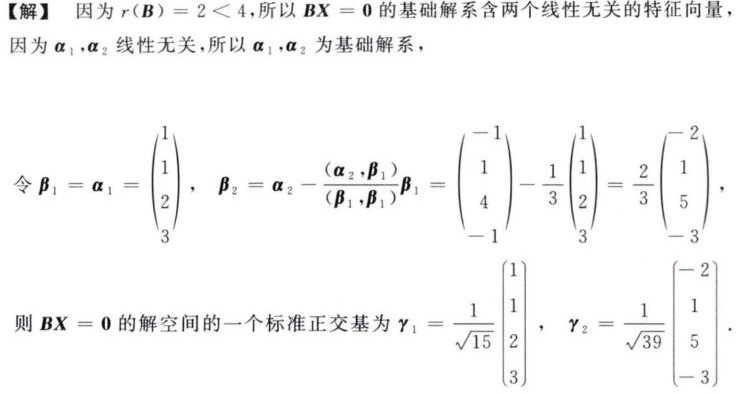 【解】 因为 r(B) = 2 < 4,所以 BX = 0 的基础解系含两个线性无关的特征向量,
因为 α₁,α₂ 线性无关,所以 α₁,α₂ 为基础解系,
令 β₁ = α₁ = (1, 1, 2, 3), β₂ = α₂ − (α₂,β₁)/(β₁,β₁) β₁ = (−1, 1, 4, −1) − 1/3 (1, 1, 2, 3) = 2/3 (−2, 1, 5, −3),
则 BX = 0 的解空间的一个标准正交基为 γ₁ = 1/√15 (1, 1, 2, 3), γ₂ = 1/√39 (−2, 1, 5, −3).